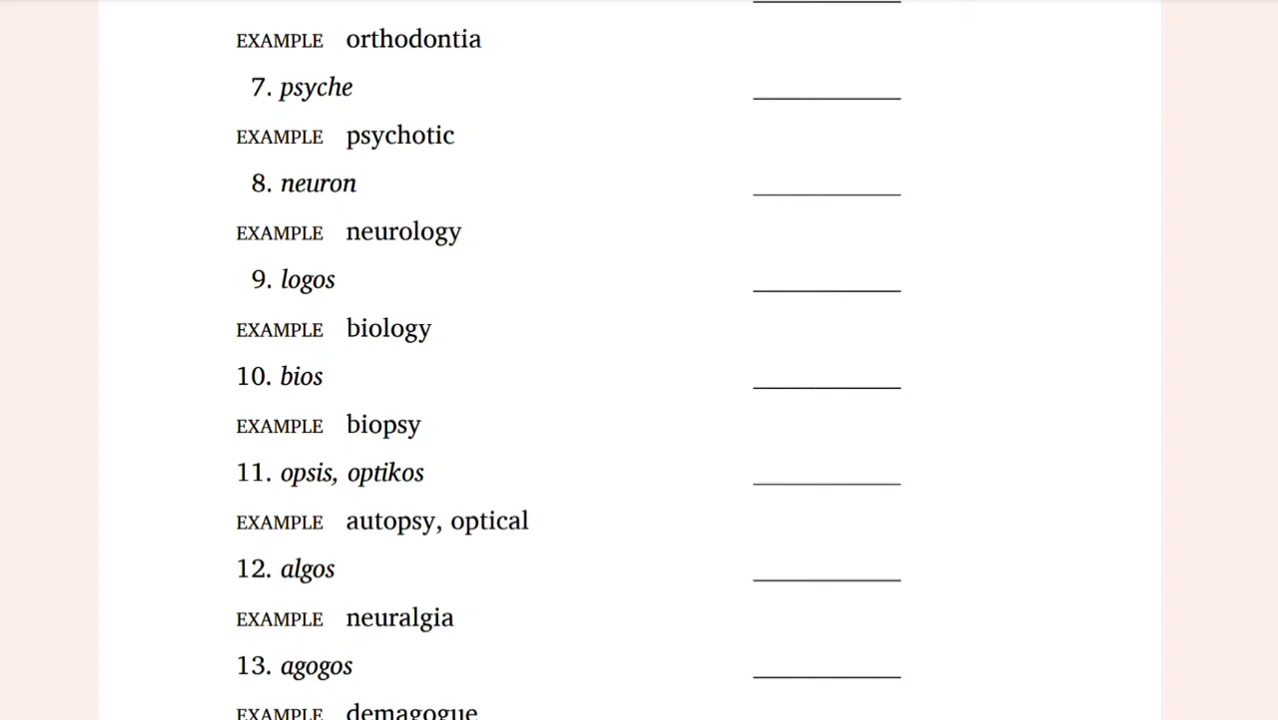 EXAMPLE orthodontia
7. psyche
EXAMPLE psychotic
8. neuron
EXAMPLE neurology
9. logos
EXAMPLE biology
10. bios
EXAMPLE biopsy
11. opsis, optikos
EXAMPLE autopsy, optical
12. algos
EXAMPLE neuralgia
13. agogos
EXAMPLE demagogue